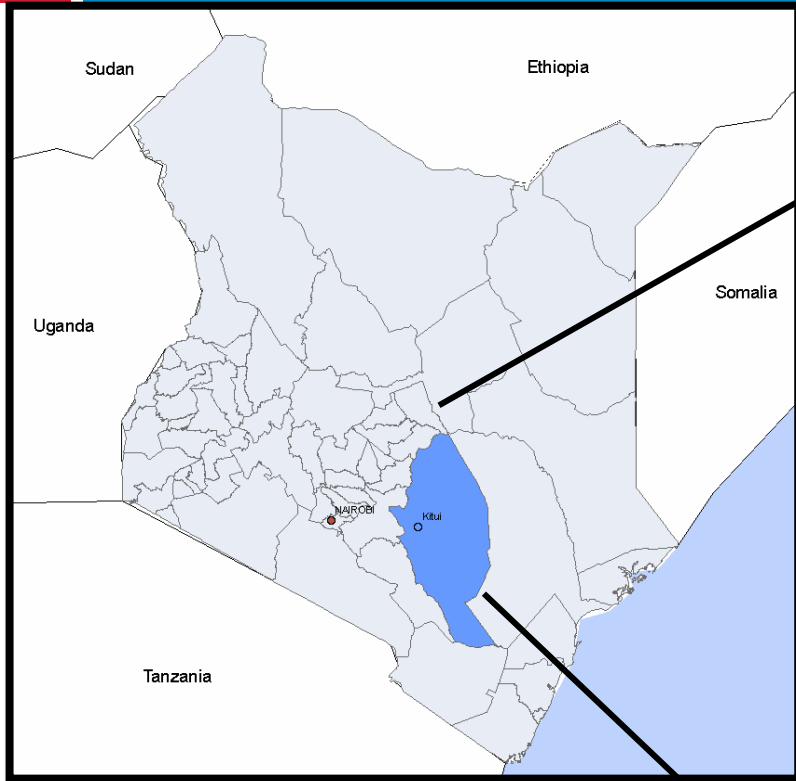 Sudan
Ethiopia
Somalia
Uganda
NAIROBI
Kitui
Tanzania